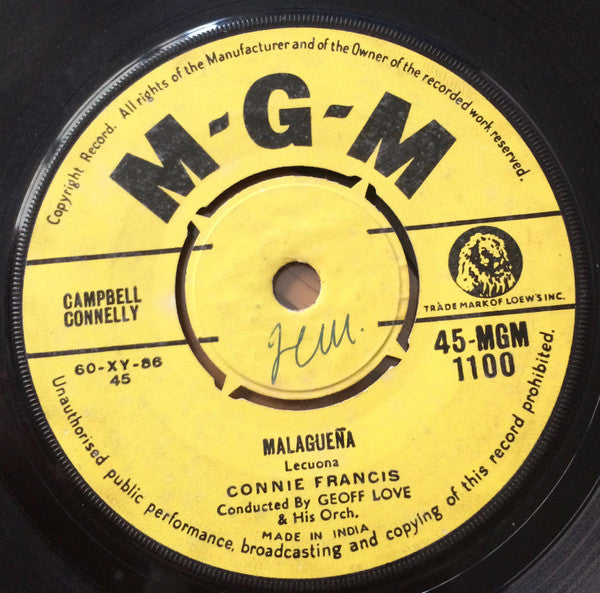 Copyright Record. All rights of the Manufacturer and of the Owner of the recorded work reserved.
M-G-M
CAMPBELL
CONNELLY
TRADE MARK OF LOEW'S INC.
60-XY-86
45
45-MGM
1100
MALAGUEÑA
Lecuona
CONNIE FRANCIS
Conducted By GEOFF LOVE
& His Orch.
MADE IN INDIA
Unauthorised public performance, broadcasting and copying of this record prohibited.